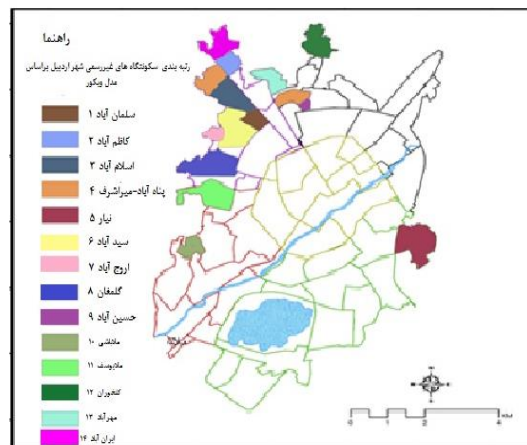 راهنما
رتبه بندی سکونتگاه های غیررسمی شهر اردبیل براساس
مدل ویکور
سلمان آباد ۱
کاظم آباد ۲
اسلام آباد ۳
پناه آباد-میراشرف ۴
نیار ۵
سید آباد ۶
اروج آباد ۷
گلمغان ۸
حسین آباد ۹
ملاباشی ۱۰
ملایوسف ۱۱
کلخوران ۱۲
مهرآباد ۱۳
ایران آباد ۱۴
0 1 2 4